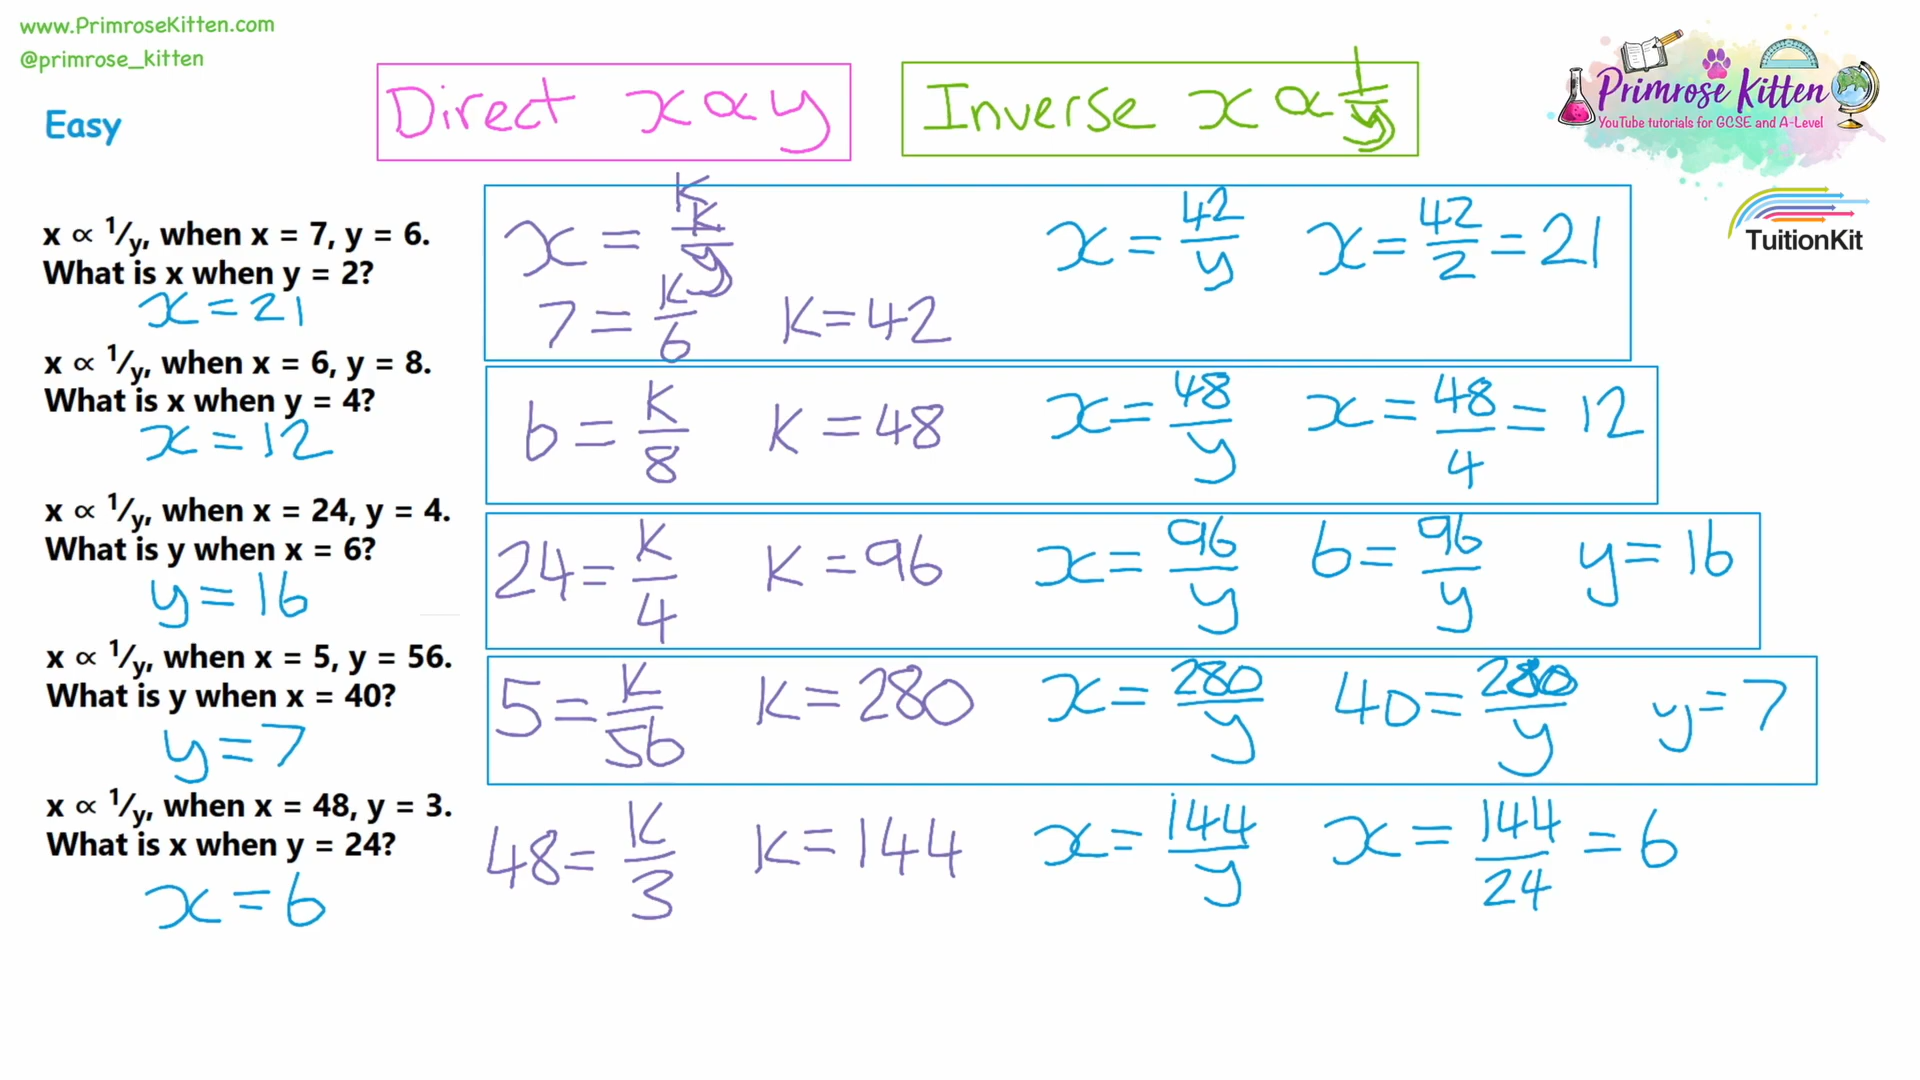 www.PrimroseKitten.com
@primrose_kitten
Easy
Direct x ∝ y
Inverse x ∝ 1/y
Primrose Kitten
YouTube tutorials for GCSE and A-Level
TuitionKit
x ∝ 1/y, when x = 7, y = 6.
What is x when y = 2?
x = 21
x = k/y
7 = k/6 K = 42
x = 42/y x = 42/2 = 21
x ∝ 1/y, when x = 6, y = 8.
What is x when y = 4?
x = 12
6 = K/8 K = 48 x = 48/y x = 48/4 = 12
x ∝ 1/y, when x = 24, y = 4.
What is y when x = 6?
y = 16
24 = K/4 K = 96 x = 96/y 6 = 96/y y = 16
x ∝ 1/y, when x = 5, y = 56.
What is y when x = 40?
y = 7
5 = K/56 K = 280 x = 280/y 40 = 280/y y = 7
x ∝ 1/y, when x = 48, y = 3.
What is x when y = 24?
x = 6
48 = K/3 K = 144 x = 144/y x = 144/24 = 6